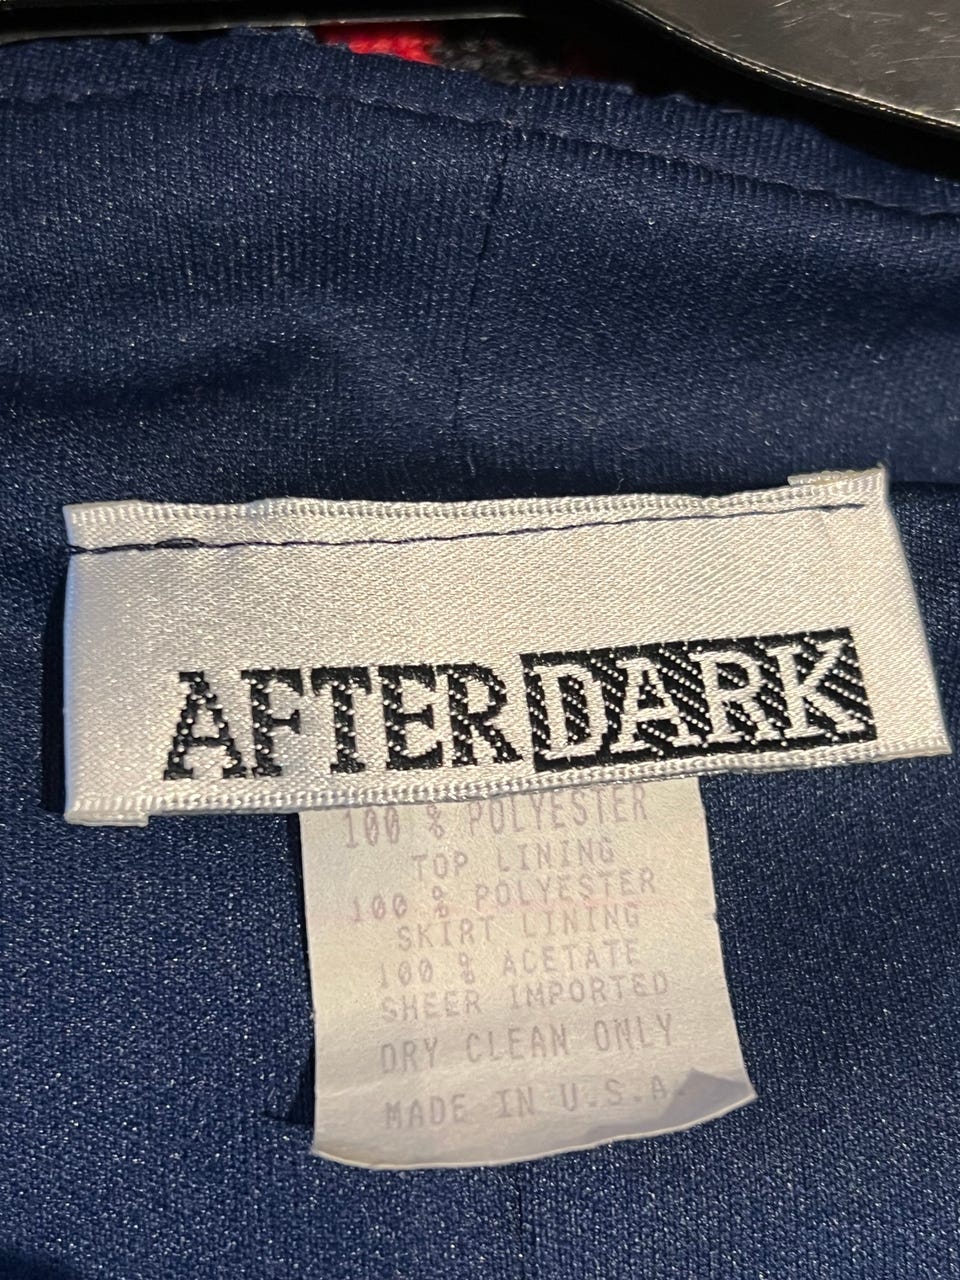 AFTER DARK
100 % POLYESTER
TOP LINING
100 % POLYESTER
SKIRT LINING
100 % ACETATE
SHEER IMPORTED
DRY CLEAN ONLY
MADE IN U.S.A.